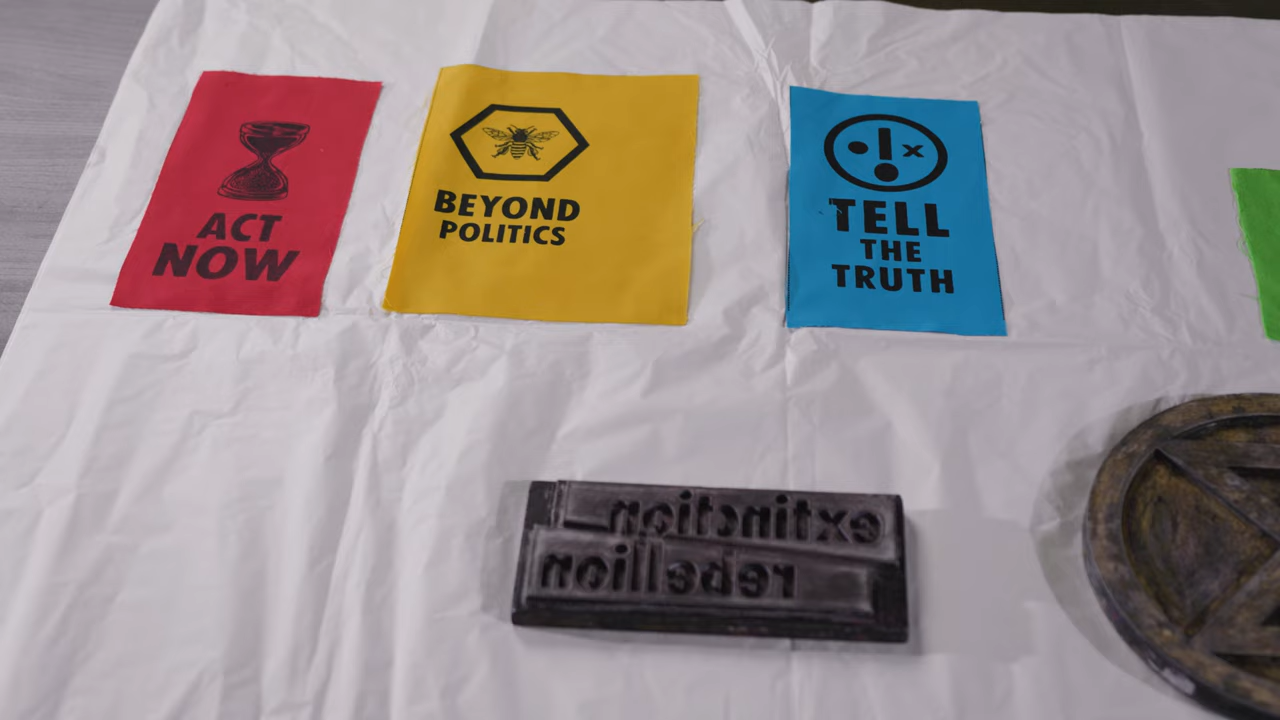 ACT
NOW
BEYOND
POLITICS
TELL
THE
TRUTH
extinction
rebellion